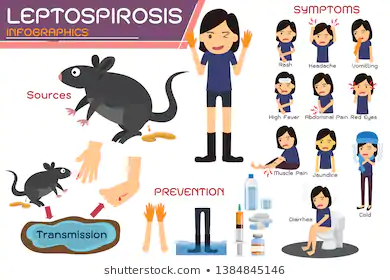 LEPTOSPIROSIS
INFOGRAPHICS
SYMPTOMS
Sources
Rash
Headache
Vomitting
High Fever
Abdominal Pain
Red Eyes
Muscle Pain
Jaundice
Cold
PREVENTION
Transmission
Diarrhea
shutterstock.com • 1384845146